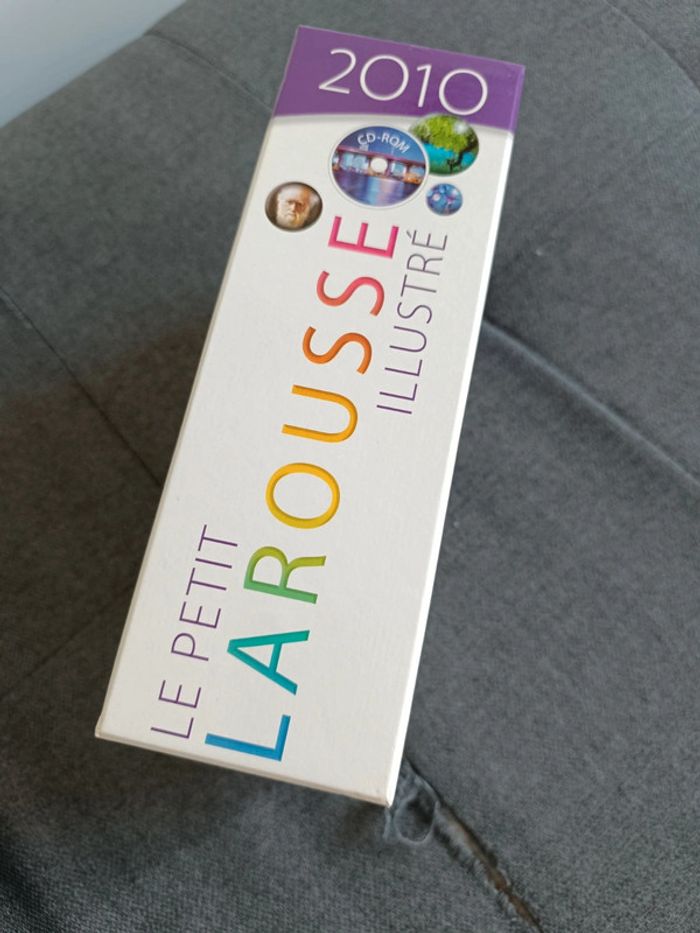 2010
CD-ROM
LE PETIT
LAROUSSE
ILLUSTRÉ